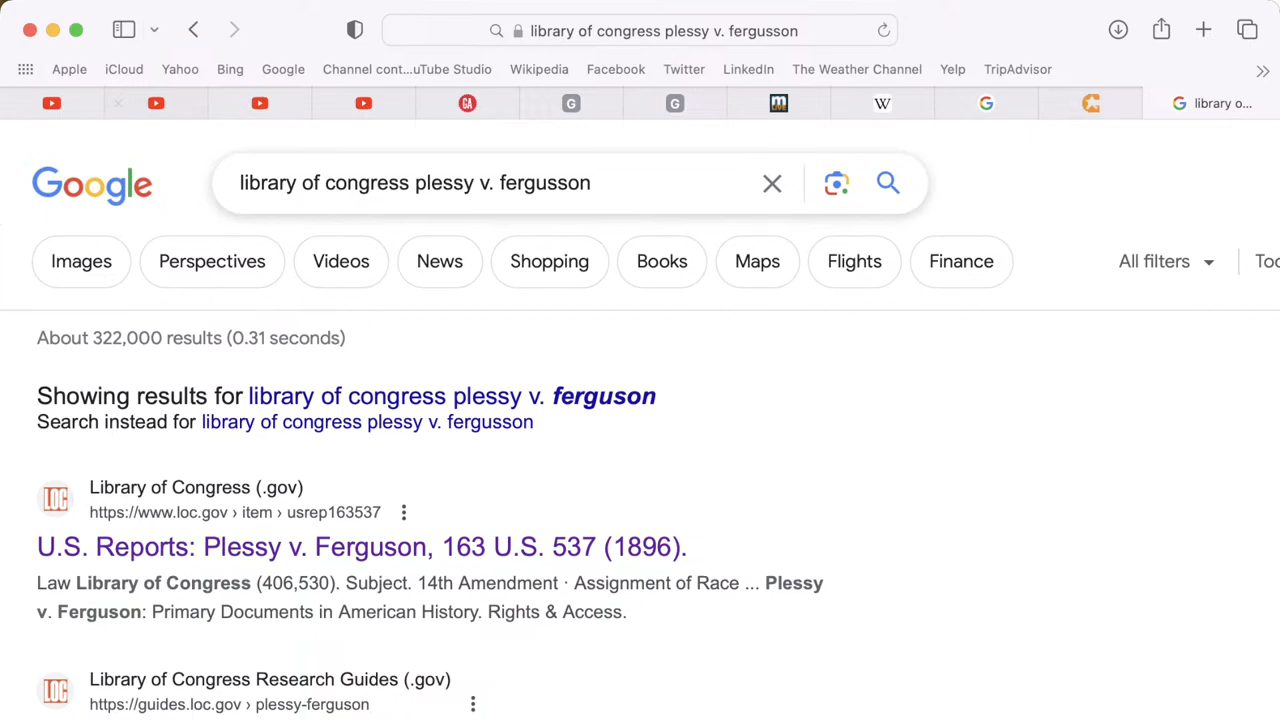 library of congress plessy v. fergusson
Apple iCloud Yahoo Bing Google Channel cont...uTube Studio Wikipedia Facebook Twitter LinkedIn The Weather Channel Yelp TripAdvisor
GA G G m W G G library o...
Google library of congress plessy v. fergusson
Images Perspectives Videos News Shopping Books Maps Flights Finance All filters Too
About 322,000 results (0.31 seconds)
Showing results for library of congress plessy v. ferguson
Search instead for library of congress plessy v. fergusson
LOC Library of Congress (.gov)
https://www.loc.gov › item › usrep163537
U.S. Reports: Plessy v. Ferguson, 163 U.S. 537 (1896).
Law Library of Congress (406,530). Subject. 14th Amendment · Assignment of Race ... Plessy
v. Ferguson: Primary Documents in American History. Rights & Access.
LOC Library of Congress Research Guides (.gov)
https://guides.loc.gov › plessy-ferguson